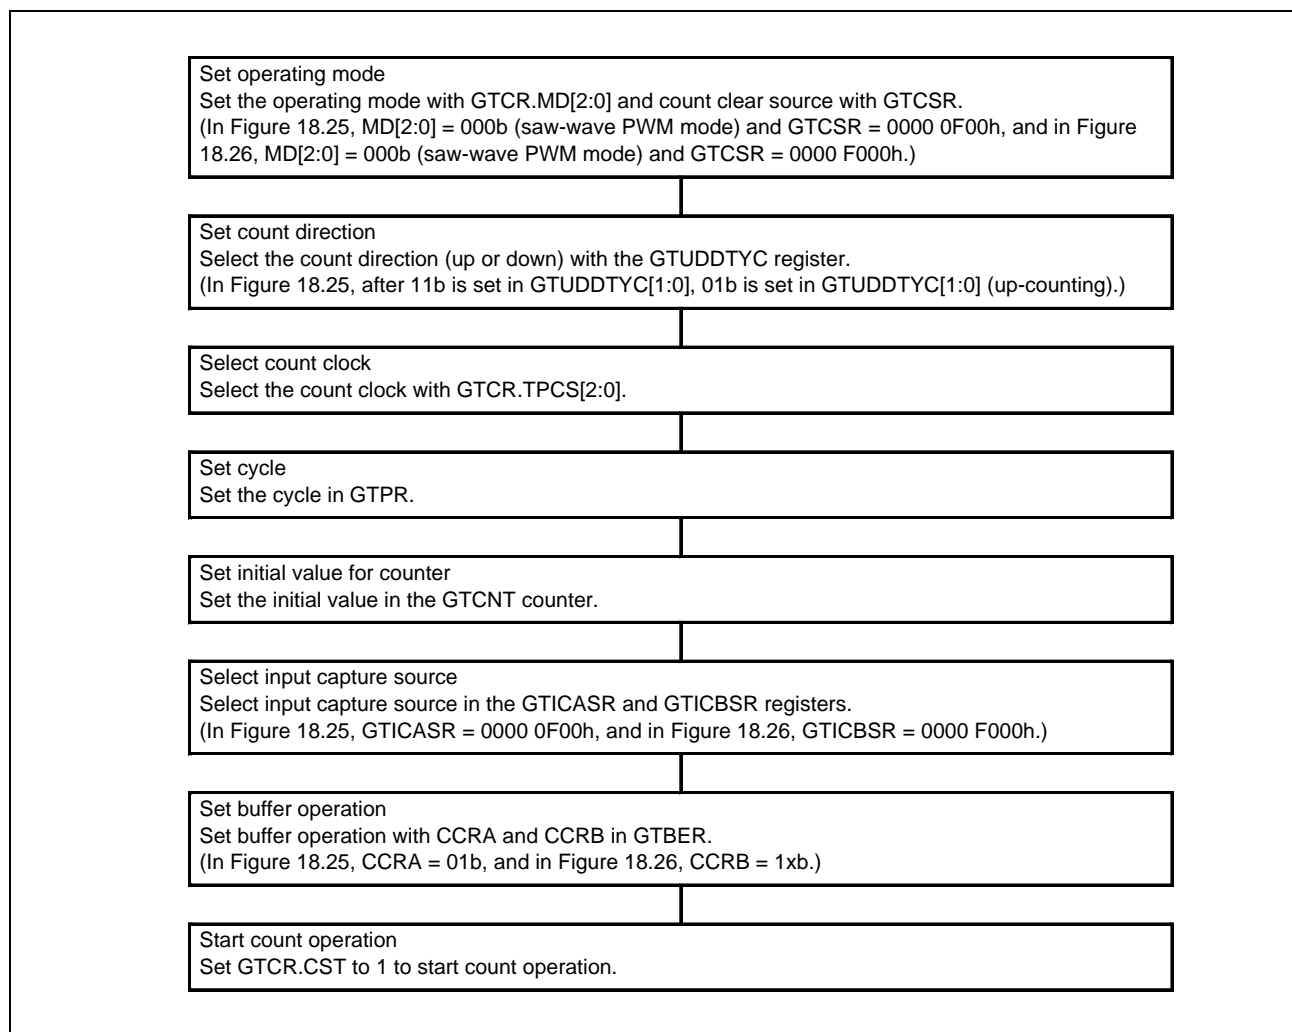 Set operating mode
Set the operating mode with GTCR.MD[2:0] and count clear source with GTCSR.
(In Figure 18.25, MD[2:0] = 000b (saw-wave PWM mode) and GTCSR = 0000 0F00h, and in Figure
18.26, MD[2:0] = 000b (saw-wave PWM mode) and GTCSR = 0000 F000h.)
Set count direction
Select the count direction (up or down) with the GTUDDTYC register.
(In Figure 18.25, after 11b is set in GTUDDTYC[1:0], 01b is set in GTUDDTYC[1:0] (up-counting).)
Select count clock
Select the count clock with GTCR.TPCS[2:0].
Set cycle
Set the cycle in GTPR.
Set initial value for counter
Set the initial value in the GTCNT counter.
Select input capture source
Select input capture source in the GTICASR and GTICBSR registers.
(In Figure 18.25, GTICASR = 0000 0F00h, and in Figure 18.26, GTICBSR = 0000 F000h.)
Set buffer operation
Set buffer operation with CCRA and CCRB in GTBER.
(In Figure 18.25, CCRA = 01b, and in Figure 18.26, CCRB = 1xb.)
Start count operation
Set GTCR.CST to 1 to start count operation.